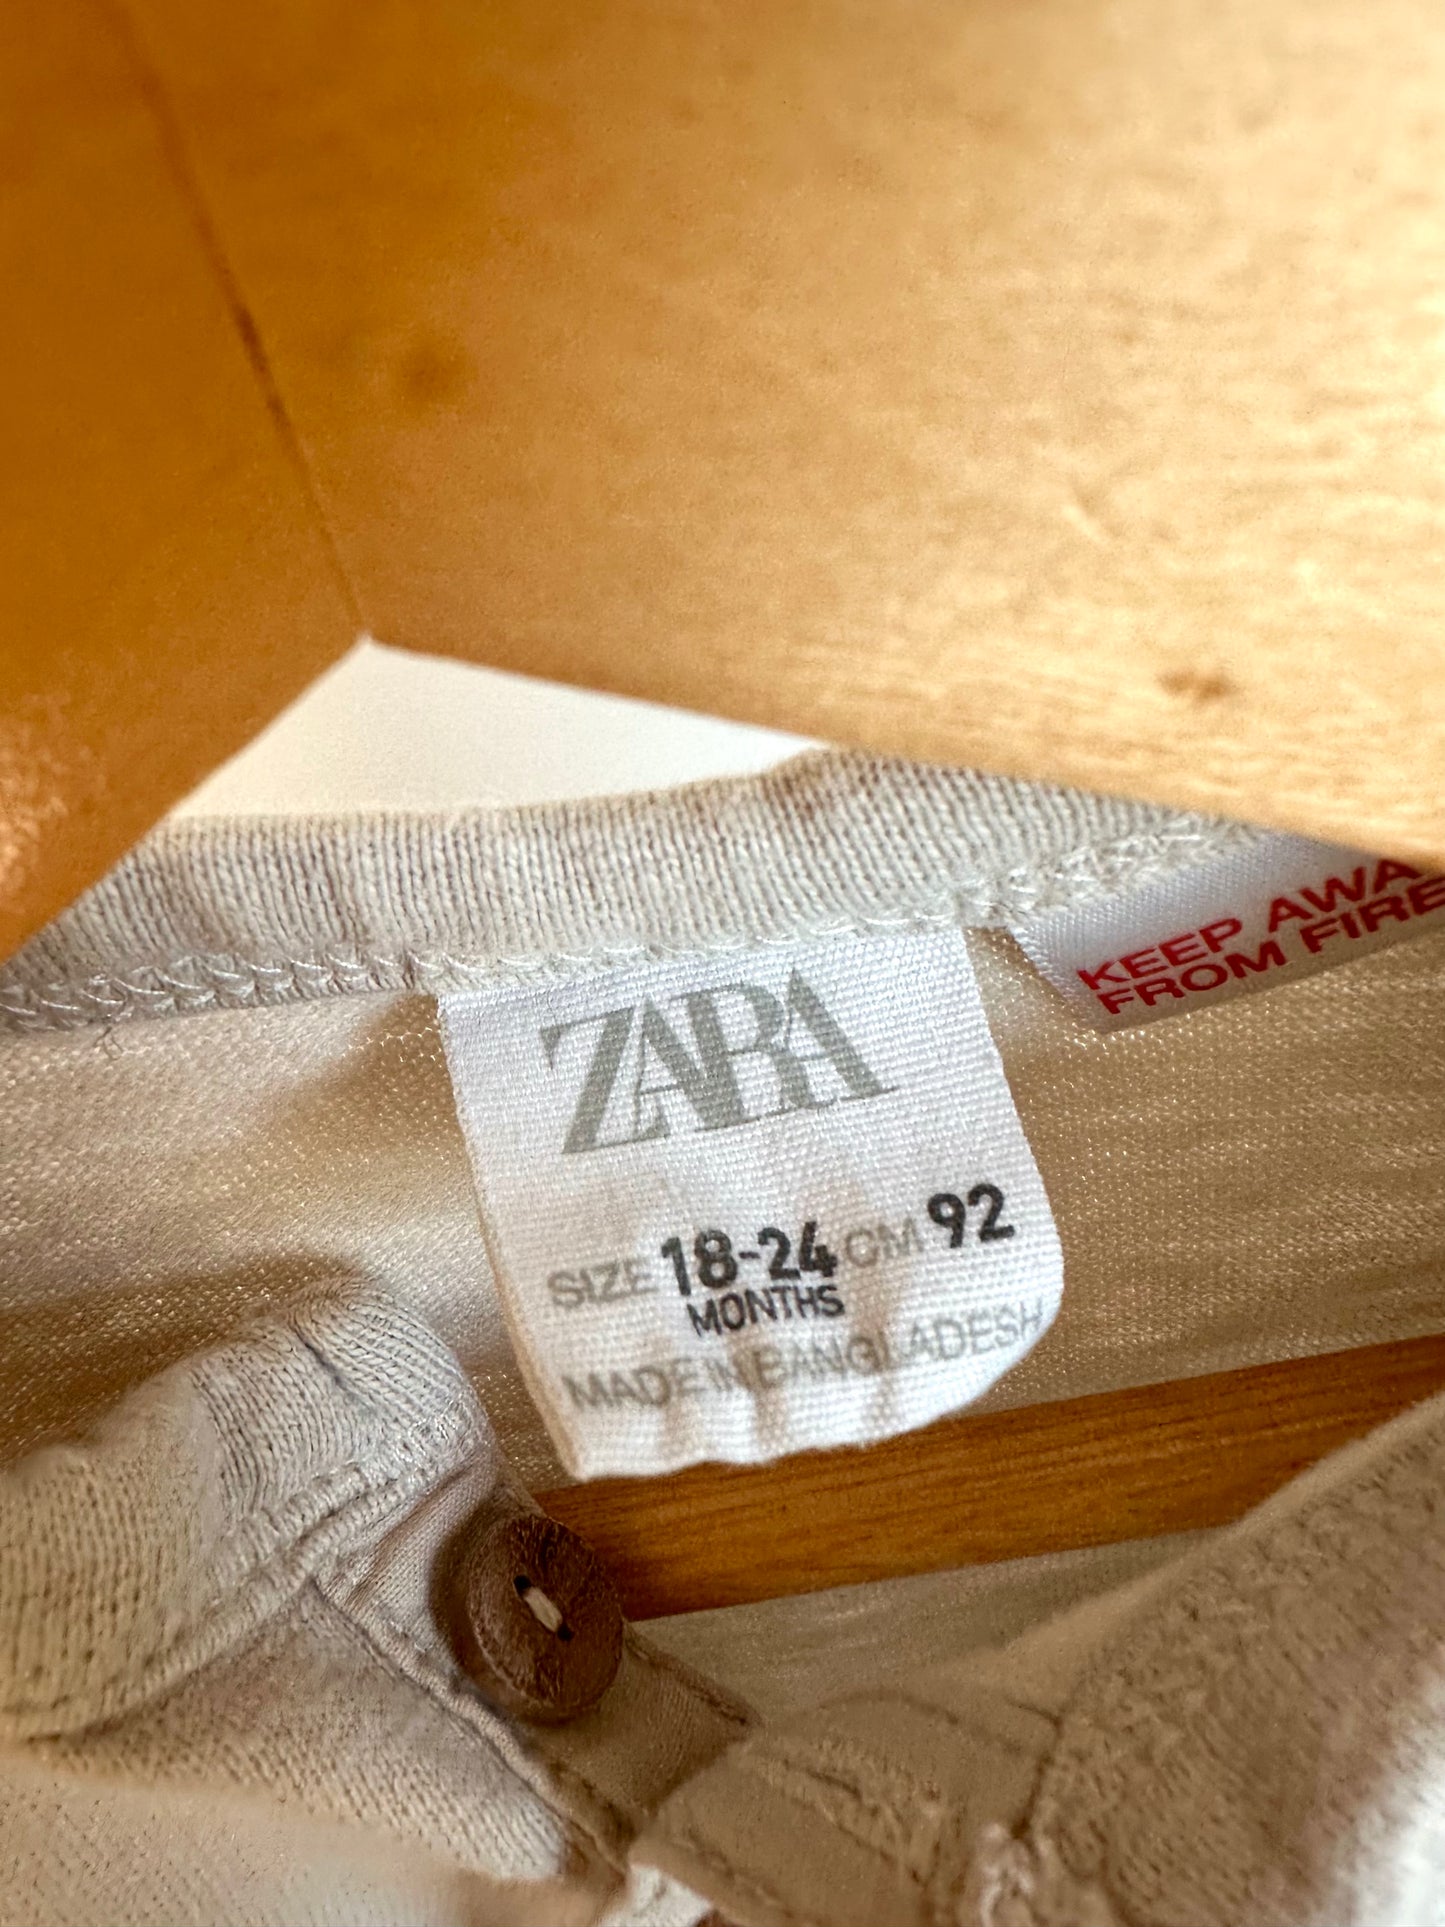 ZARA
SIZE 18-24 CM 92
MONTHS
MADE IN BANGLADESH
KEEP AWA
FROM FIRE